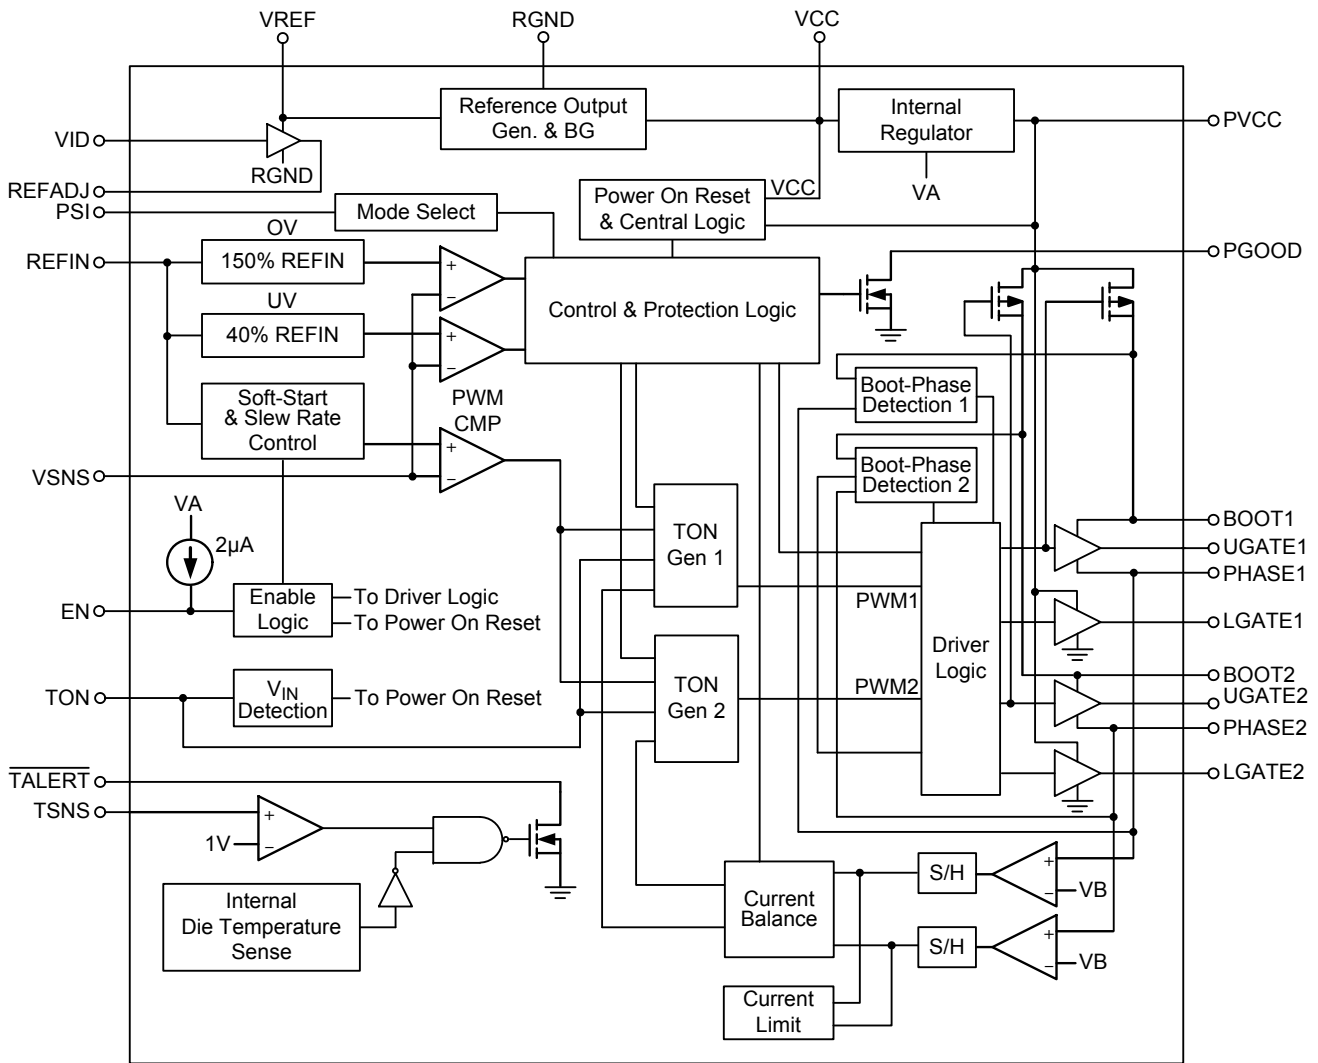 VREF
RGND
VCC
Reference Output
Gen. & BG
Internal
Regulator
PVCC
VID
RGND
VA
REFADJ
PSI
Mode Select
Power On Reset
& Central Logic
VCC
OV
REFIN
150% REFIN
+
−
PGOOD
Control & Protection Logic
UV
40% REFIN
+
−
Soft-Start
& Slew Rate
Control
PWM
CMP
+
−
Boot-Phase
Detection 1
Boot-Phase
Detection 2
VSNS
VA
2µA
TON
Gen 1
BOOT1
UGATE1
PHASE1
EN
Enable
Logic
To Driver Logic
To Power On Reset
PWM1
LGATE1
Driver
Logic
TON
VIN
Detection
To Power On Reset
TON
Gen 2
PWM2
BOOT2
UGATE2
PHASE2
TALERT
LGATE2
TSNS
+
−
1V
Internal
Die Temperature
Sense
Current
Balance
S/H
+
−
VB
S/H
+
−
VB
Current
Limit